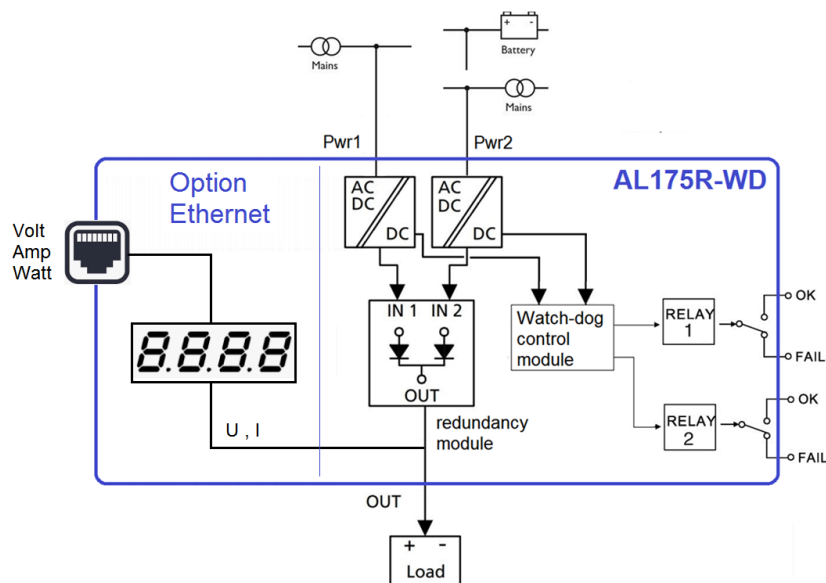 + -
Battery
Mains
Mains
Pwr1
Pwr2
Option
Ethernet
AL175R-WD
Volt
Amp
Watt
AC
DC
DC
AC
DC
DC
IN 1
IN 2
OUT
Watch-dog
control
module
RELAY
1
OK
FAIL
RELAY
2
OK
FAIL
8.8.8.8
redundancy
module
U , I
OUT
+ -
Load